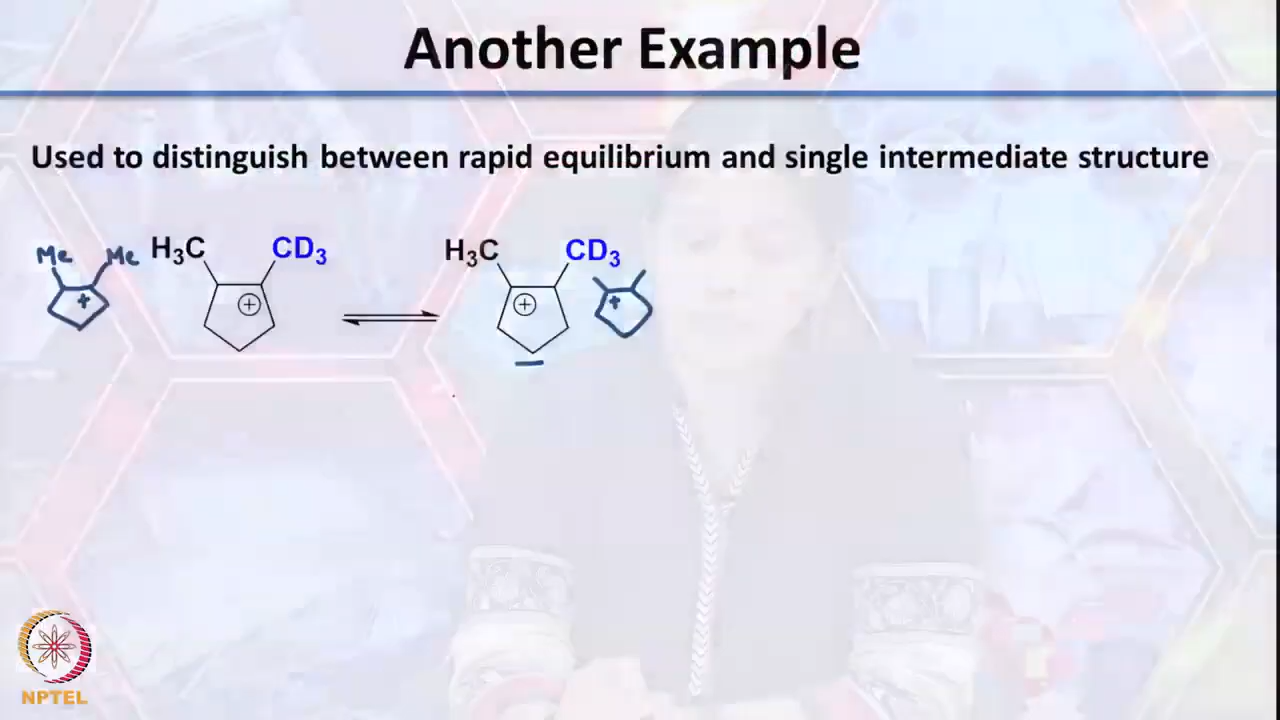 Another Example
Used to distinguish between rapid equilibrium and single intermediate structure
Me Me H₃C CD₃ H₃C CD₃
+ + + +
NPTEL